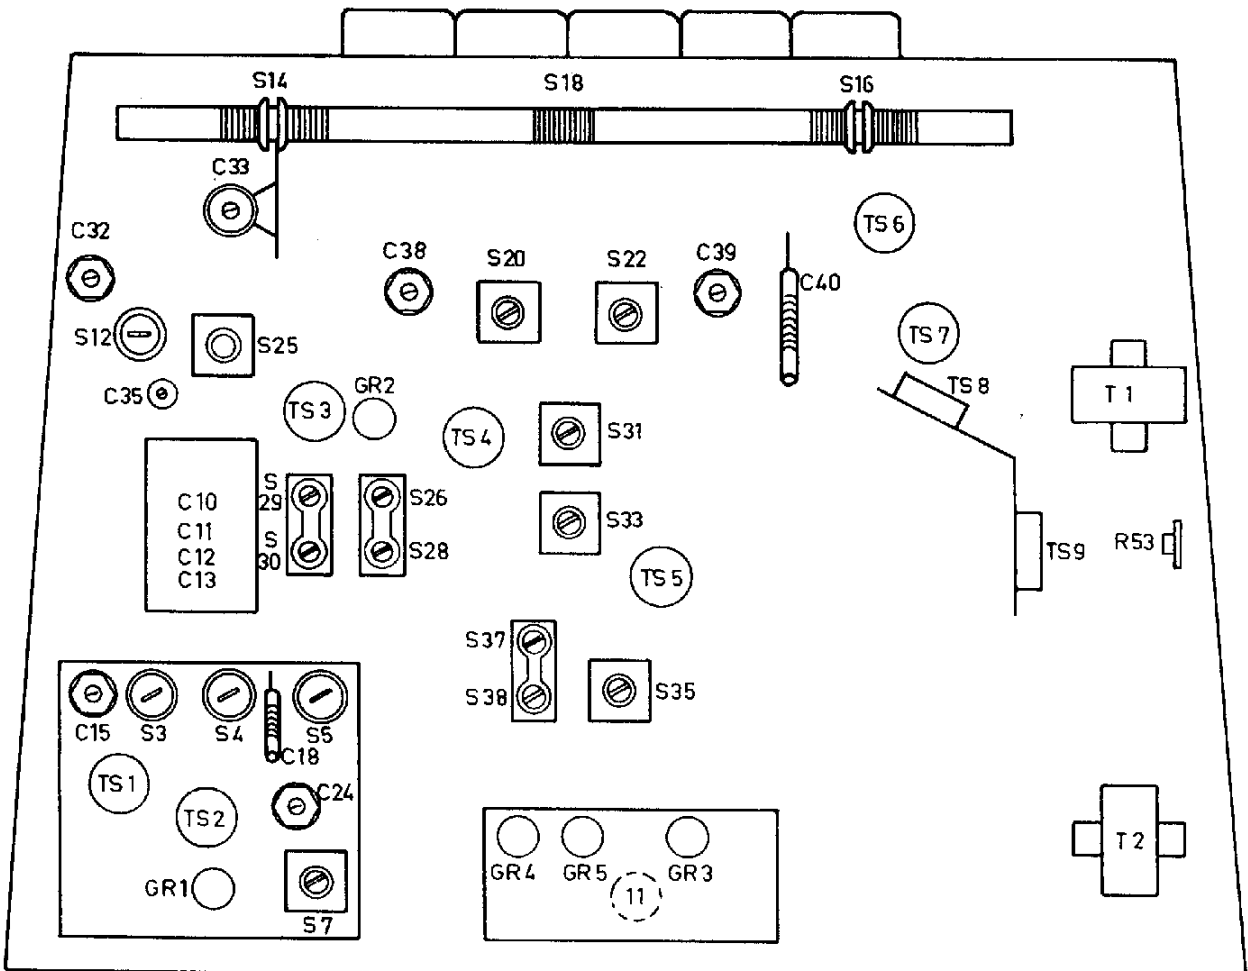 S14
S18
S16
C33
TS6
C32
C38
S20
S22
C39
C40
S12
S25
TS7
C35
TS3
GR2
TS4
S31
TS8
T1
C10
C11
C12
C13
S
29
S
30
S26
S28
S33
TS5
TS9
R53
S37
S38
S35
C15
S3
S4
S5
C18
TS1
TS2
C24
GR1
S7
GR4
GR5
GR3
11
T2